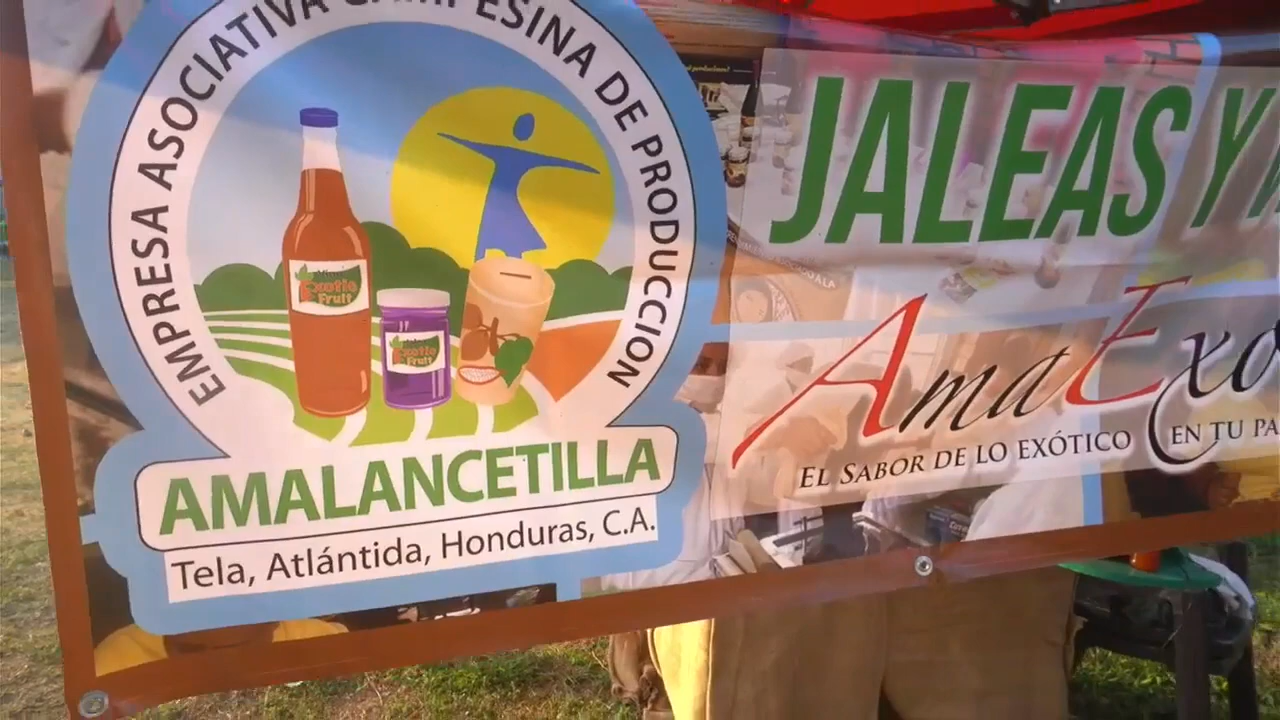 EMPRESA ASOCIATIVA CAMPESINA DE PRODUCCION
Exotic
Fruit
Exotic
Fruit
AMALANCETILLA
Tela, Atlántida, Honduras, C.A.
JALEAS Y
AmaExó
EL SABOR DE LO EXÓTICO EN TU PA